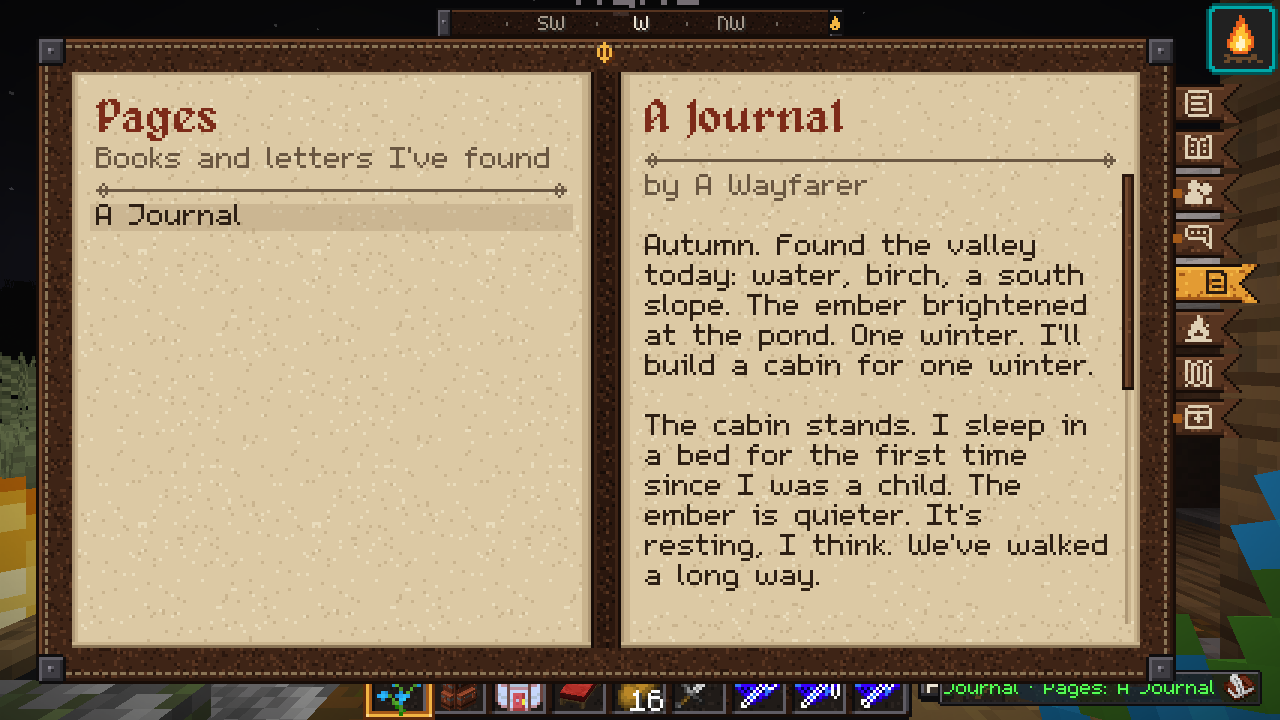 SW · W · NW
Pages
Books and letters I've found
A Journal
A Journal
by A Wayfarer
Autumn. Found the valley
today: water, birch, a south
slope. The ember brightened
at the pond. One winter. I'll
build a cabin for one winter.
The cabin stands. I sleep in
a bed for the first time
since I was a child. The
ember is quieter. It's
resting, I think. We've walked
a long way.
16
Journal · Pages: A Journal